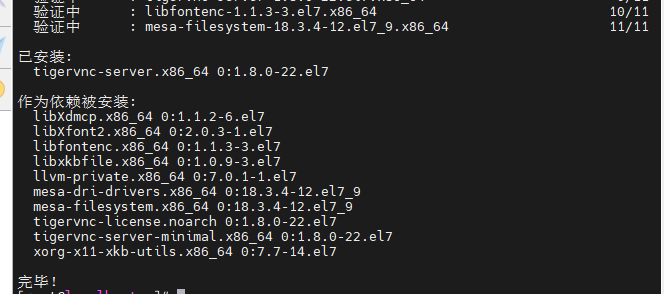 验证中 : libfontenc-1.1.3-3.el7.x86_64 10/11
验证中 : mesa-filesystem-18.3.4-12.el7_9.x86_64 11/11
已安装:
tigervnc-server.x86_64 0:1.8.0-22.el7
作为依赖被安装:
libXdmcp.x86_64 0:1.1.2-6.el7
libXfont2.x86_64 0:2.0.3-1.el7
libfontenc.x86_64 0:1.1.3-3.el7
libxkbfile.x86_64 0:1.0.9-3.el7
llvm-private.x86_64 0:7.0.1-1.el7
mesa-dri-drivers.x86_64 0:18.3.4-12.el7_9
mesa-filesystem.x86_64 0:18.3.4-12.el7_9
tigervnc-license.noarch 0:1.8.0-22.el7
tigervnc-server-minimal.x86_64 0:1.8.0-22.el7
xorg-x11-xkb-utils.x86_64 0:7.7-14.el7
完毕!